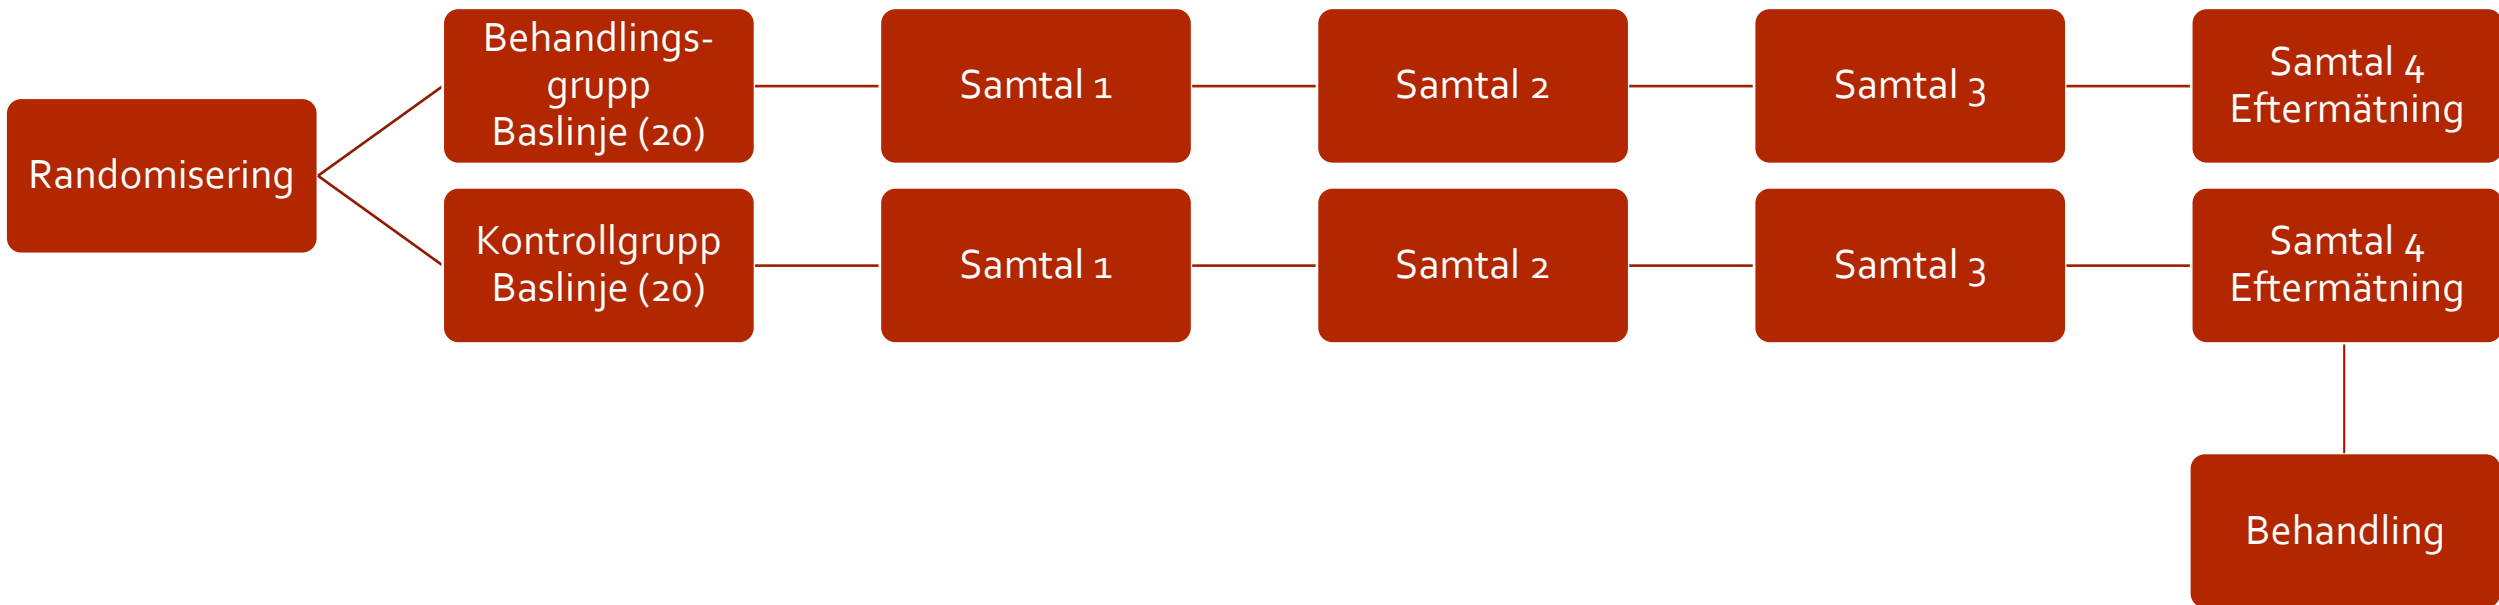 Randomisering
Behandlings-
grupp
Baslinje (20)
Samtal 1
Samtal 2
Samtal 3
Samtal 4
Eftermätning
Kontrollgrupp
Baslinje (20)
Samtal 1
Samtal 2
Samtal 3
Samtal 4
Eftermätning
Behandling